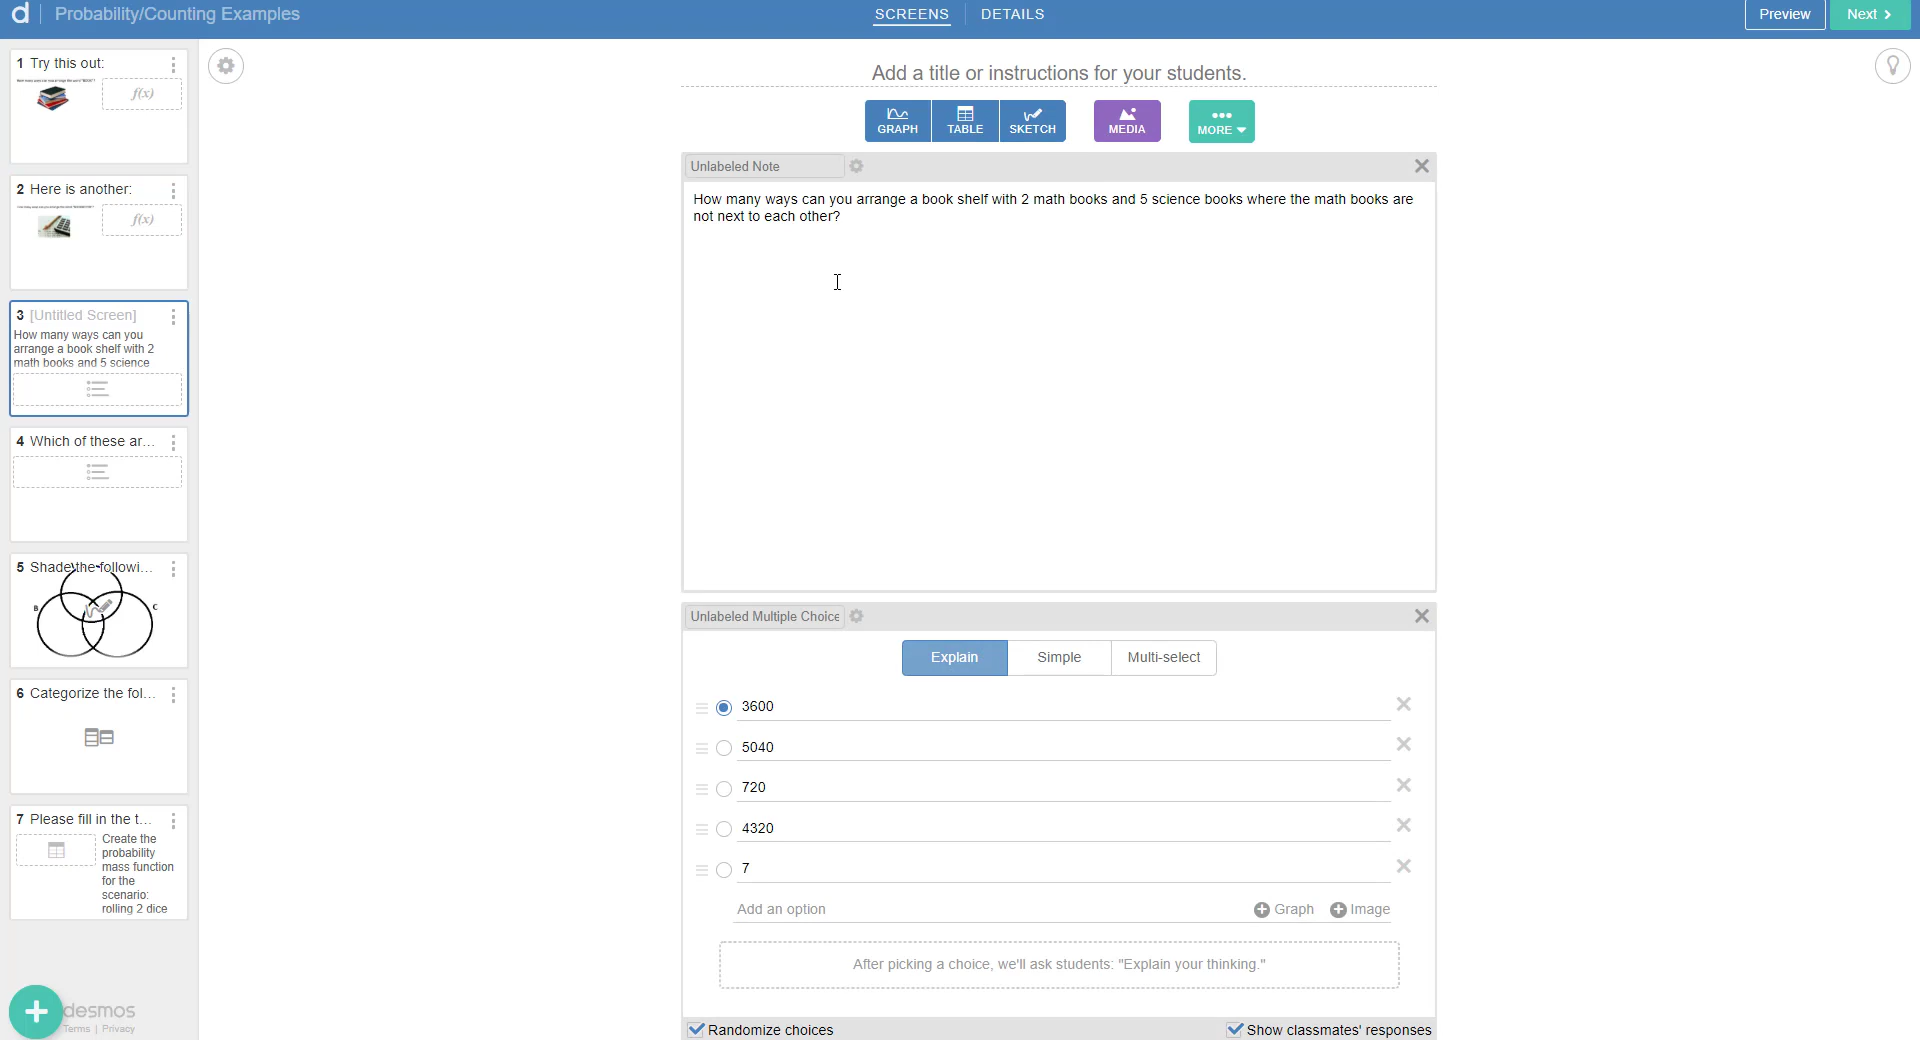 d
Probability/Counting Examples
SCREENS
DETAILS
Preview
Next >
1 Try this out:
f(x)
2 Here is another:
f(x)
3 [Untitled Screen]
How many ways can you
arrange a book shelf with 2
math books and 5 science
4 Which of these ar...
5 Shade the followi...
B
C
6 Categorize the fol...
7 Please fill in the t...
Create the
probability
mass function
for the
scenario:
rolling 2 dice
desmos
Terms | Privacy
Add a title or instructions for your students.
GRAPH
TABLE
SKETCH
MEDIA
MORE
Unlabeled Note
How many ways can you arrange a book shelf with 2 math books and 5 science books where the math books are
not next to each other?
Unlabeled Multiple Choice
Explain
Simple
Multi-select
3600
5040
720
4320
7
Add an option
Graph
Image
After picking a choice, we'll ask students: "Explain your thinking."
Randomize choices
Show classmates' responses